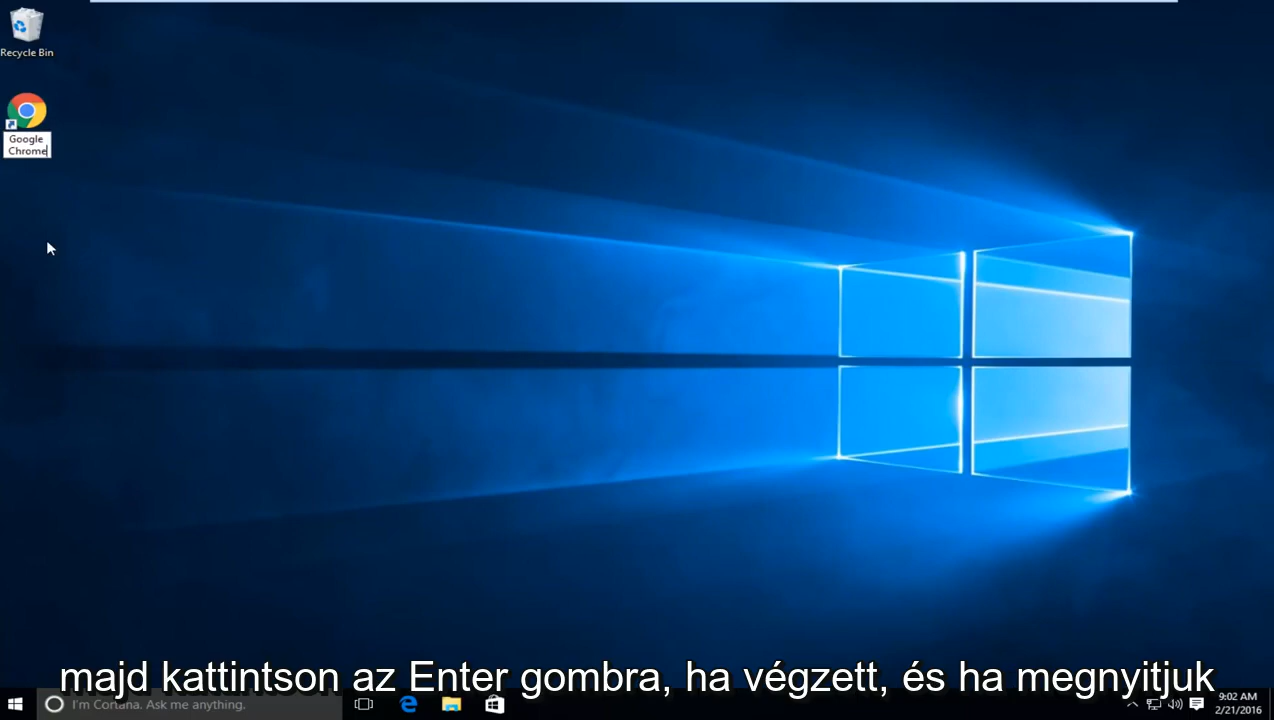 Recycle Bin
Google
Chrome
majd kattintson az Enter gombra, ha végzett, és ha megnyitjuk
I'm Cortana. Ask me anything.
9:02 AM
2/21/2016